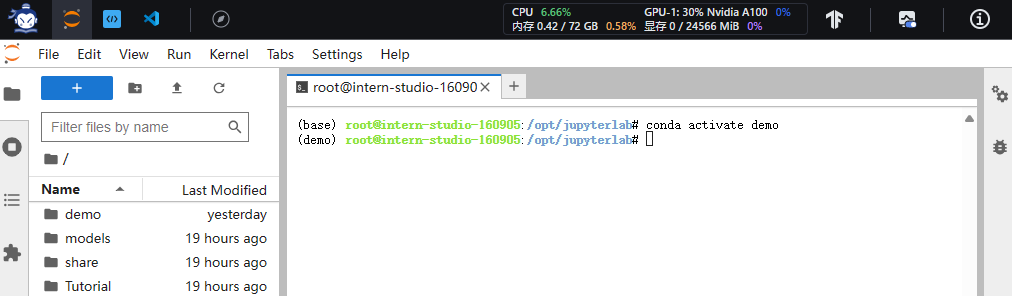 CPU 6.66% GPU-1: 30% Nvidia A100 0%
内存 0.42 / 72 GB 0.58% 显存 0 / 24566 MiB 0%
File Edit View Run Kernel Tabs Settings Help
+
root@intern-studio-16090 × +
Filter files by name
/
Name Last Modified
demo yesterday
models 19 hours ago
share 19 hours ago
Tutorial 19 hours ago
(base) root@intern-studio-160905:/opt/jupyterlab# conda activate demo
(demo) root@intern-studio-160905:/opt/jupyterlab#